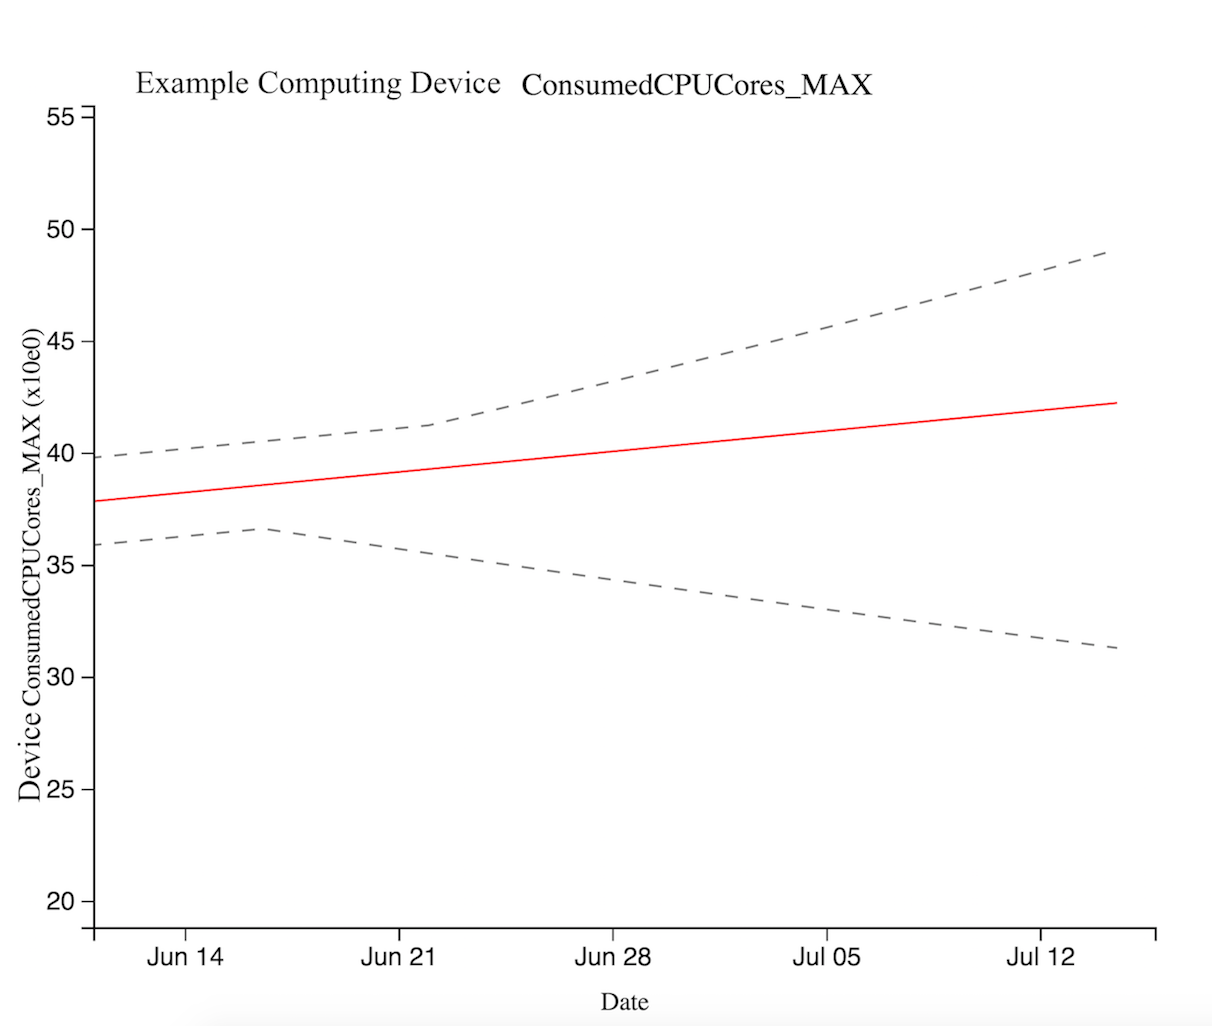 Example Computing Device ConsumedCPUCores_MAX
55
50
45
40
35
30
25
20
Device ConsumedCPUCores_MAX (x10e0)
Jun 14 Jun 21 Jun 28 Jul 05 Jul 12
Date